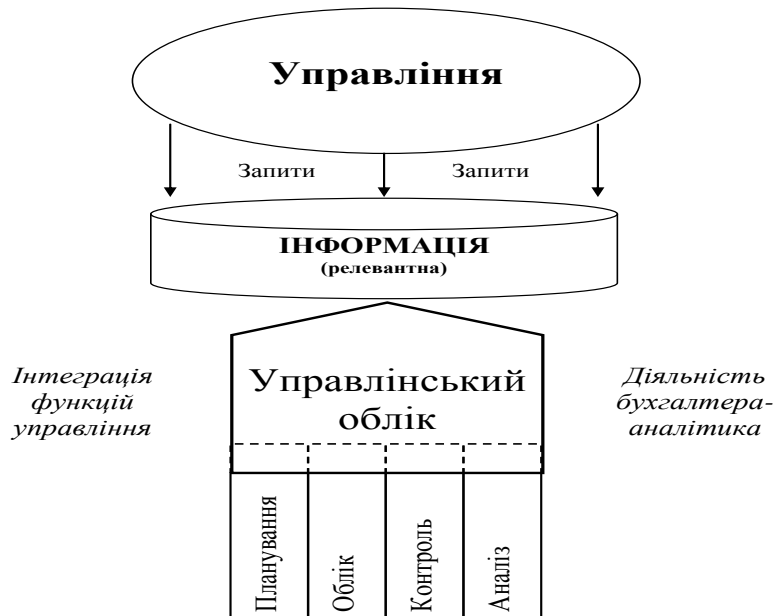 Управління
Запити Запити
ІНФОРМАЦІЯ
(релевантна)
Управлінський
облік
Інтеграція
функцій
управління
Діяльність
бухгалтера-
аналітика
Планування
Облік
Контроль
Аналіз